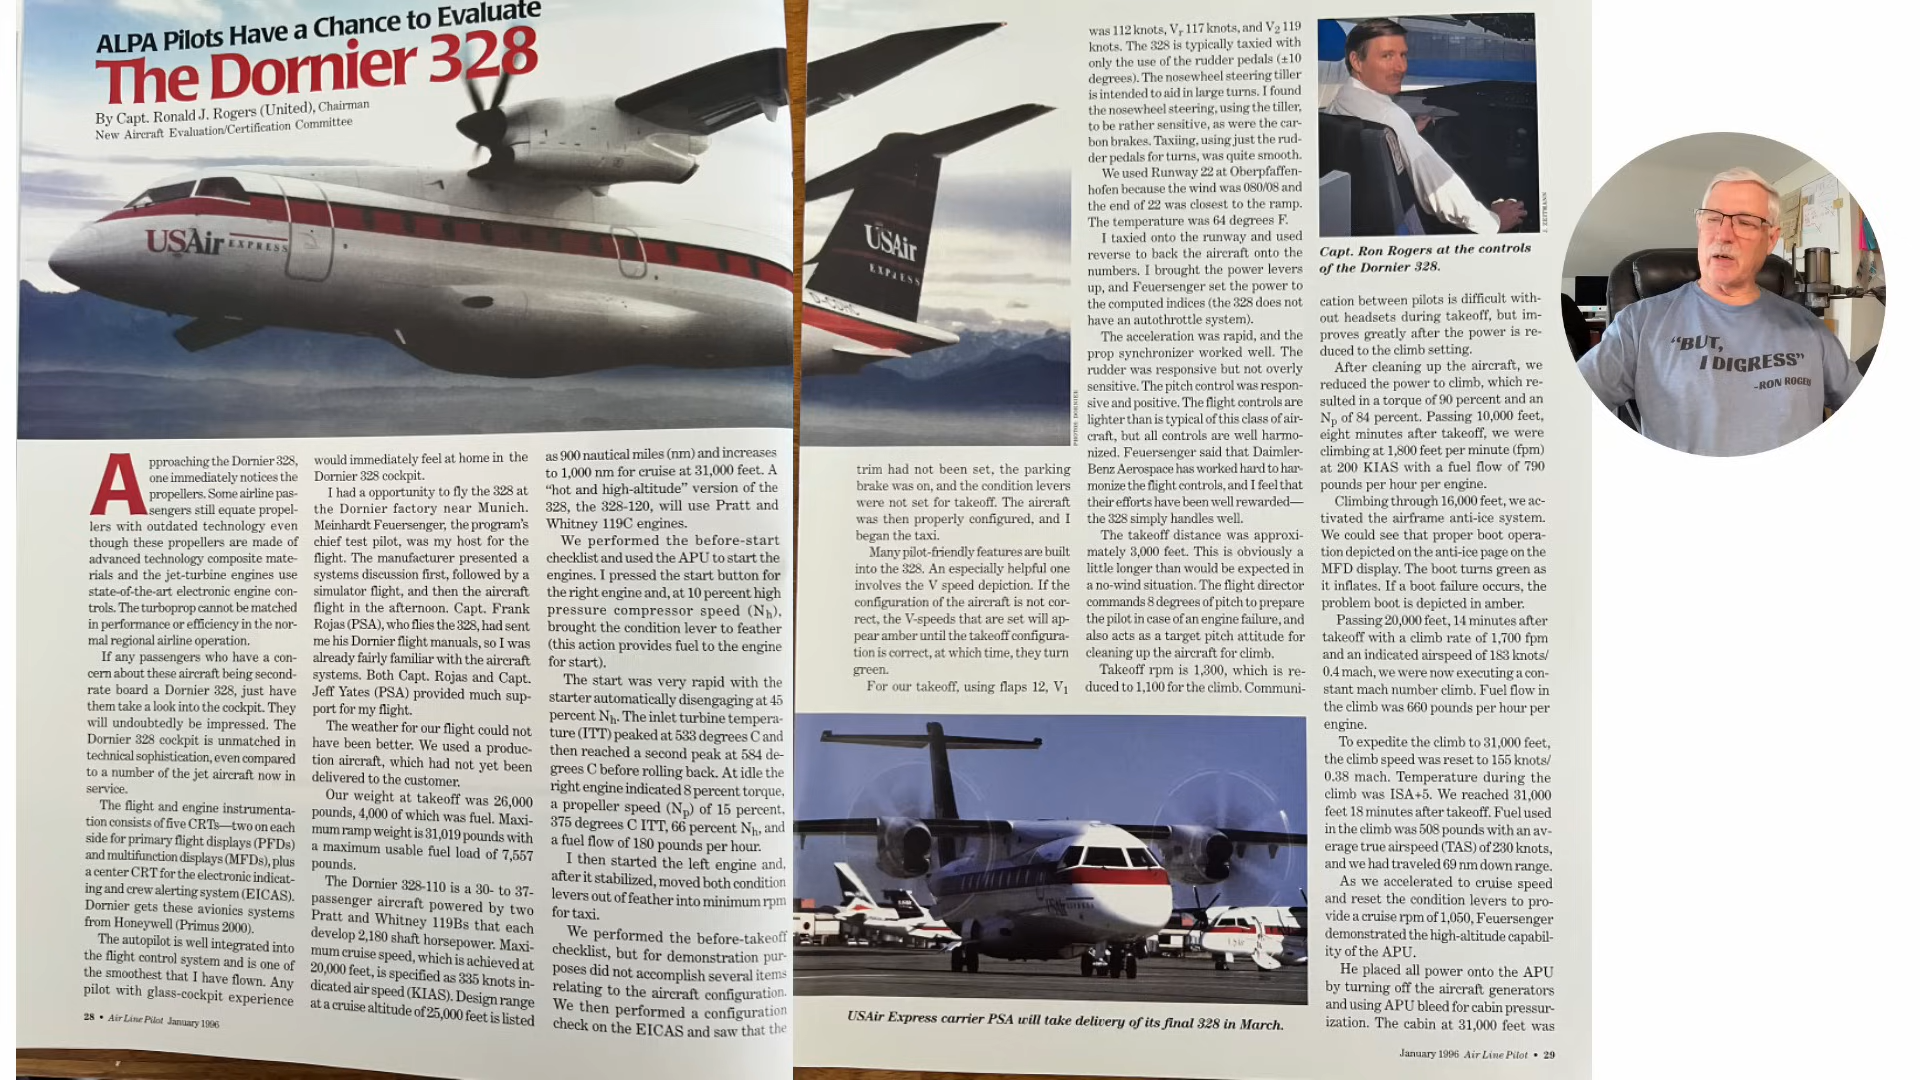 ALPA Pilots Have a Chance to Evaluate
The Dornier 328
By Capt. Ronald J. Rogers (United), Chairman
New Aircraft Evaluation/Certification Committee
USAir EXPRESS
Approaching the Dornier 328,
one immediately notices the
propellers. Some airline pas-
sengers still equate propel-
lers with outdated technology even
though these propellers are made of
advanced technology composite mate-
rials and the jet-turbine engines use
state-of-the-art electronic engine con-
trols. The turboprop cannot be matched
in performance or efficiency in the nor-
mal regional airline operation.
If any passengers who have a con-
cern about these aircraft being second-
rate board a Dornier 328, just have
them take a look into the cockpit. They
will undoubtedly be impressed. The
Dornier 328 cockpit is unmatched in
technical sophistication, even compared
to a number of the jet aircraft now in
service.
The flight and engine instrumenta-
tion consists of five CRTs—two on each
side for primary flight displays (PFDs)
and multifunction displays (MFDs), plus
a center CRT for the electronic indicat-
ing and crew alerting system (EICAS).
Dornier gets these avionics systems
from Honeywell (Primus 2000).
The autopilot is well integrated into
the flight control system and is one of
the smoothest that I have flown. Any
pilot with glass-cockpit experience
would immediately feel at home in the
Dornier 328 cockpit.
I had a opportunity to fly the 328 at
the Dornier factory near Munich.
Meinhardt Feuersenger, the program's
chief test pilot, was my host for the
flight. The manufacturer presented a
systems discussion first, followed by a
simulator flight, and then the aircraft
flight in the afternoon. Capt. Frank
Rojas (PSA), who flies the 328, had sent
me his Dornier flight manuals, so I was
already fairly familiar with the aircraft
systems. Both Capt. Rojas and Capt.
Jeff Yates (PSA) provided much sup-
port for my flight.
The weather for our flight could not
have been better. We used a produc-
tion aircraft, which had not yet been
delivered to the customer.
Our weight at takeoff was 26,000
pounds, 4,000 of which was fuel. Maxi-
mum ramp weight is 31,019 pounds with
a maximum usable fuel load of 7,557
pounds.
The Dornier 328-110 is a 30- to 37-
passenger aircraft powered by two
Pratt and Whitney 119Bs that each
develop 2,180 shaft horsepower. Maxi-
mum cruise speed, which is achieved at
20,000 feet, is specified as 335 knots in-
dicated air speed (KIAS). Design range
at a cruise altitude of 25,000 feet is listed
as 900 nautical miles (nm) and increases
to 1,000 nm for cruise at 31,000 feet. A
"hot and high-altitude" version of the
328, the 328-120, will use Pratt and
Whitney 119C engines.
We performed the before-start
checklist and used the APU to start the
engines. I pressed the start button for
the right engine and, at 10 percent high
pressure compressor speed (Nh),
brought the condition lever to feather
(this action provides fuel to the engine
for start).
The start was very rapid with the
starter automatically disengaging at 45
percent Nh. The inlet turbine tempera-
ture (ITT) peaked at 533 degrees C and
then reached a second peak at 584 de-
grees C before rolling back. At idle the
right engine indicated 8 percent torque,
a propeller speed (Np) of 15 percent,
375 degrees C ITT, 66 percent Nh, and
a fuel flow of 180 pounds per hour.
I then started the left engine and,
after it stabilized, moved both condition
levers out of feather into minimum rpm
for taxi.
We performed the before-takeoff
checklist, but for demonstration pur-
poses did not accomplish several items
relating to the aircraft configuration.
We then performed a configuration
check on the EICAS and saw that the
28 • Air Line Pilot January 1996
USAir
EXPRESS
D-CDHC
PHOTOS: DORNIER
trim had not been set, the parking
brake was on, and the condition levers
were not set for takeoff. The aircraft
was then properly configured, and I
began the taxi.
Many pilot-friendly features are built
into the 328. An especially helpful one
involves the V speed depiction. If the
configuration of the aircraft is not cor-
rect, the V-speeds that are set will ap-
pear amber until the takeoff configura-
tion is correct, at which time, they turn
green.
For our takeoff, using flaps 12, V1
was 112 knots, Vr 117 knots, and V2 119
knots. The 328 is typically taxied with
only the use of the rudder pedals (±10
degrees). The nosewheel steering tiller
is intended to aid in large turns. I found
the nosewheel steering, using the tiller,
to be rather sensitive, as were the car-
bon brakes. Taxiing, using just the rud-
der pedals for turns, was quite smooth.
We used Runway 22 at Oberpfaffen-
hofen because the wind was 080/08 and
the end of 22 was closest to the ramp.
The temperature was 64 degrees F.
I taxied onto the runway and used
reverse to back the aircraft onto the
numbers. I brought the power levers
up, and Feuersenger set the power to
the computed indices (the 328 does not
have an autothrottle system).
The acceleration was rapid, and the
prop synchronizer worked well. The
rudder was responsive but not overly
sensitive. The pitch control was respon-
sive and positive. The flight controls are
lighter than is typical of this class of air-
craft, but all controls are well harmo-
nized. Feuersenger said that Daimler-
Benz Aerospace has worked hard to har-
monize the flight controls, and I feel that
their efforts have been well rewarded—
the 328 simply handles well.
The takeoff distance was approxi-
mately 3,000 feet. This is obviously a
little longer than would be expected in
a no-wind situation. The flight director
commands 8 degrees of pitch to prepare
the pilot in case of an engine failure, and
also acts as a target pitch attitude for
cleaning up the aircraft for climb.
Takeoff rpm is 1,300, which is re-
duced to 1,100 for the climb. Communi-
USAir Express carrier PSA will take delivery of its final 328 in March.
J. ZEITMANN
Capt. Ron Rogers at the controls
of the Dornier 328.
cation between pilots is difficult with-
out headsets during takeoff, but im-
proves greatly after the power is re-
duced to the climb setting.
After cleaning up the aircraft, we
reduced the power to climb, which re-
sulted in a torque of 90 percent and an
Np of 84 percent. Passing 10,000 feet,
eight minutes after takeoff, we were
climbing at 1,800 feet per minute (fpm)
at 200 KIAS with a fuel flow of 790
pounds per hour per engine.
Climbing through 16,000 feet, we ac-
tivated the airframe anti-ice system.
We could see that proper boot opera-
tion depicted on the anti-ice page on the
MFD display. The boot turns green as
it inflates. If a boot failure occurs, the
problem boot is depicted in amber.
Passing 20,000 feet, 14 minutes after
takeoff with a climb rate of 1,700 fpm
and an indicated airspeed of 183 knots/
0.4 mach, we were now executing a con-
stant mach number climb. Fuel flow in
the climb was 660 pounds per hour per
engine.
To expedite the climb to 31,000 feet,
the climb speed was reset to 155 knots/
0.38 mach. Temperature during the
climb was ISA+5. We reached 31,000
feet 18 minutes after takeoff. Fuel used
in the climb was 508 pounds with an av-
erage true airspeed (TAS) of 230 knots,
and we had traveled 69 nm down range.
As we accelerated to cruise speed
and reset the condition levers to pro-
vide a cruise rpm of 1,050, Feuersenger
demonstrated the high-altitude capabil-
ity of the APU.
He placed all power onto the APU
by turning off the aircraft generators
and using APU bleed for cabin pressur-
ization. The cabin at 31,000 feet was
January 1996 Air Line Pilot • 29
"BUT,
I DIGRESS"
-RON ROGERS